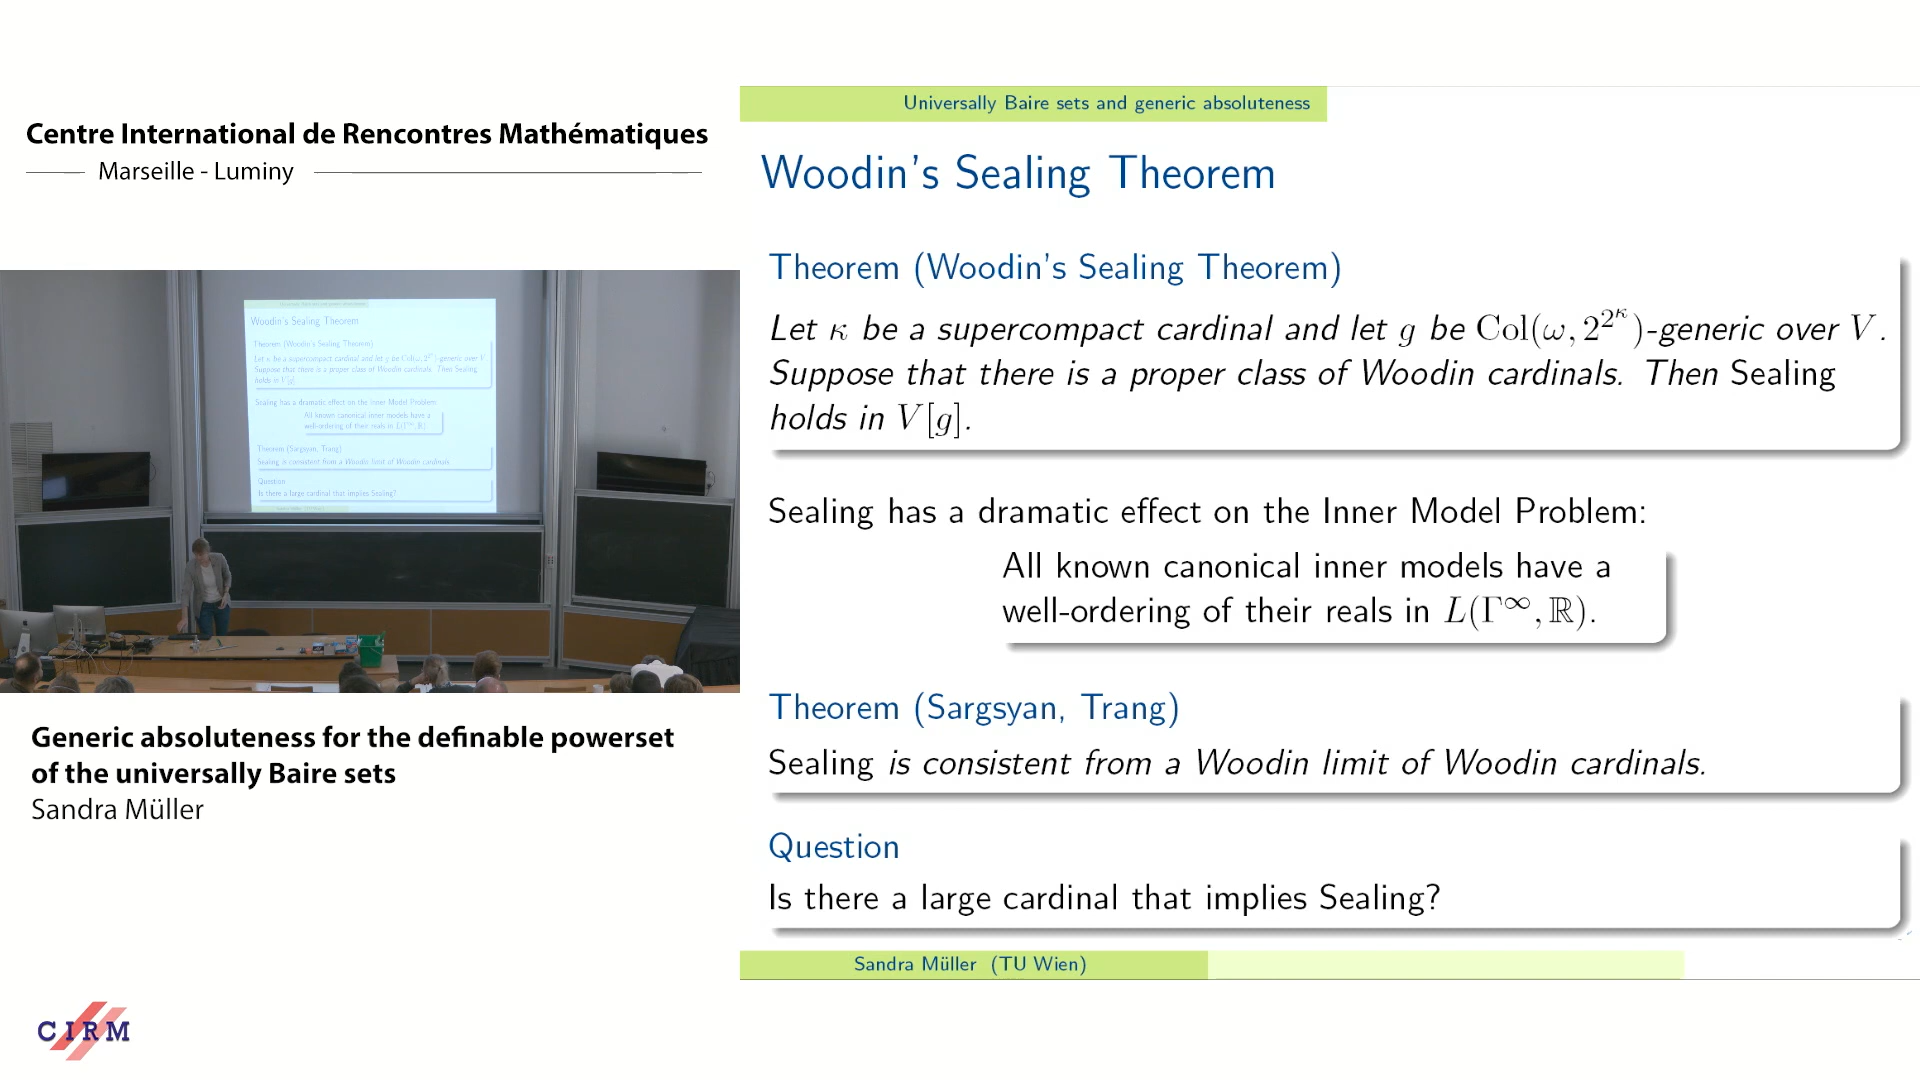 Centre International de Rencontres Mathématiques
Marseille - Luminy
Generic absoluteness for the definable powerset
of the universally Baire sets
Sandra Müller
CIRM
Universally Baire sets and generic absoluteness
Woodin's Sealing Theorem
Theorem (Woodin's Sealing Theorem)
Let κ be a supercompact cardinal and let g be Col(ω, 2^{2^κ})-generic over V.
Suppose that there is a proper class of Woodin cardinals. Then Sealing
holds in V[g].
Sealing has a dramatic effect on the Inner Model Problem:
All known canonical inner models have a
well-ordering of their reals in L(Γ^∞, ℝ).
Theorem (Sargsyan, Trang)
Sealing is consistent from a Woodin limit of Woodin cardinals.
Question
Is there a large cardinal that implies Sealing?
Sandra Müller (TU Wien)